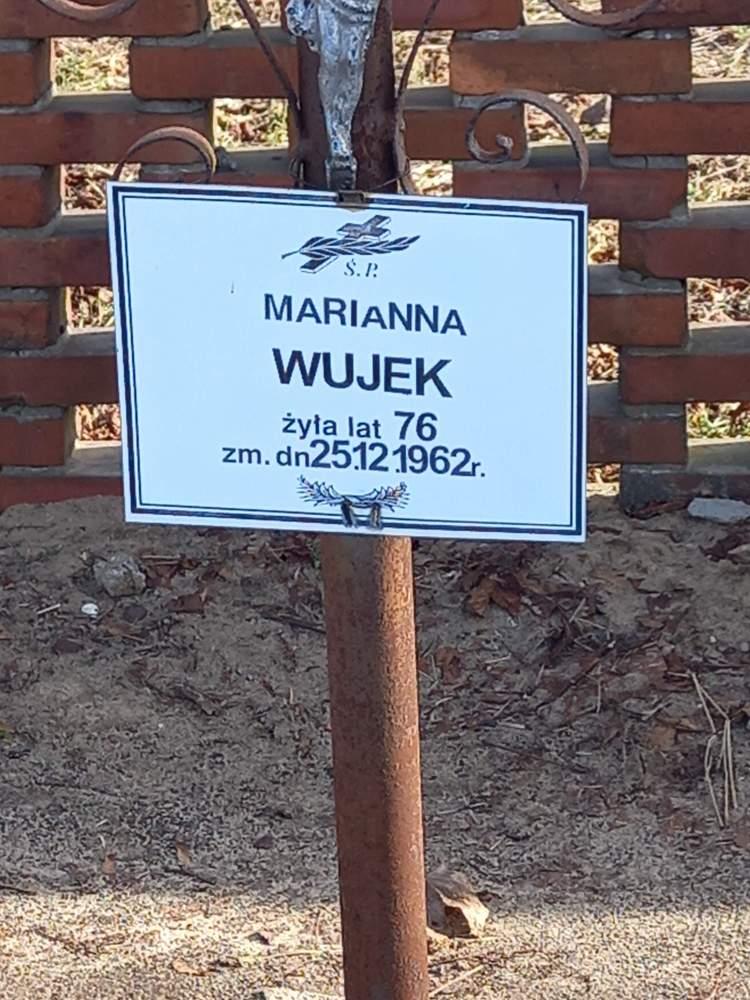 Ś.P.
MARIANNA
WUJEK
żyła lat 76
zm. dn 25.12.1962r.